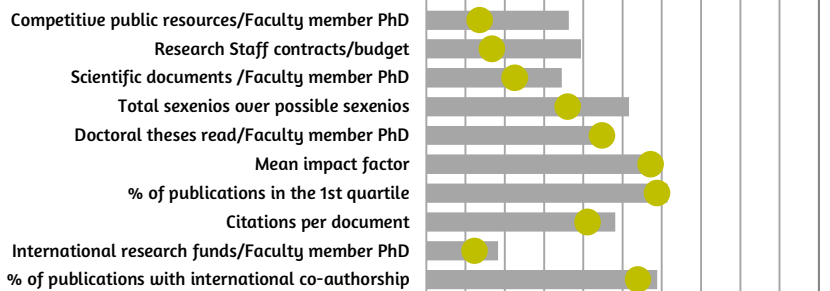 Competitive public resources/Faculty member PhD
Research Staff contracts/budget
Scientific documents /Faculty member PhD
Total sexenios over possible sexenios
Doctoral theses read/Faculty member PhD
Mean impact factor
% of publications in the 1st quartile
Citations per document
International research funds/Faculty member PhD
% of publications with international co-authorship